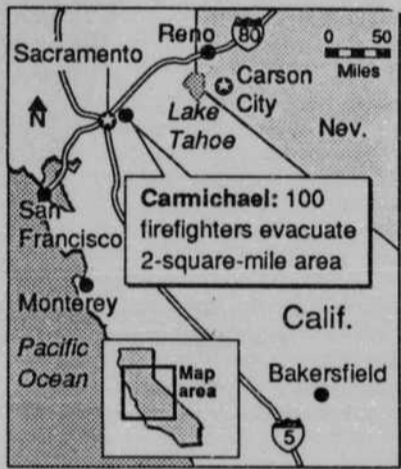 Reno
80
0 50
Miles
Sacramento
Carson
City
N
Lake
Tahoe
Nev.
Carmichael: 100
firefighters evacuate
2-square-mile area
San
Francisco
Monterey
Calif.
Pacific
Ocean
Map
area
Bakersfield
5